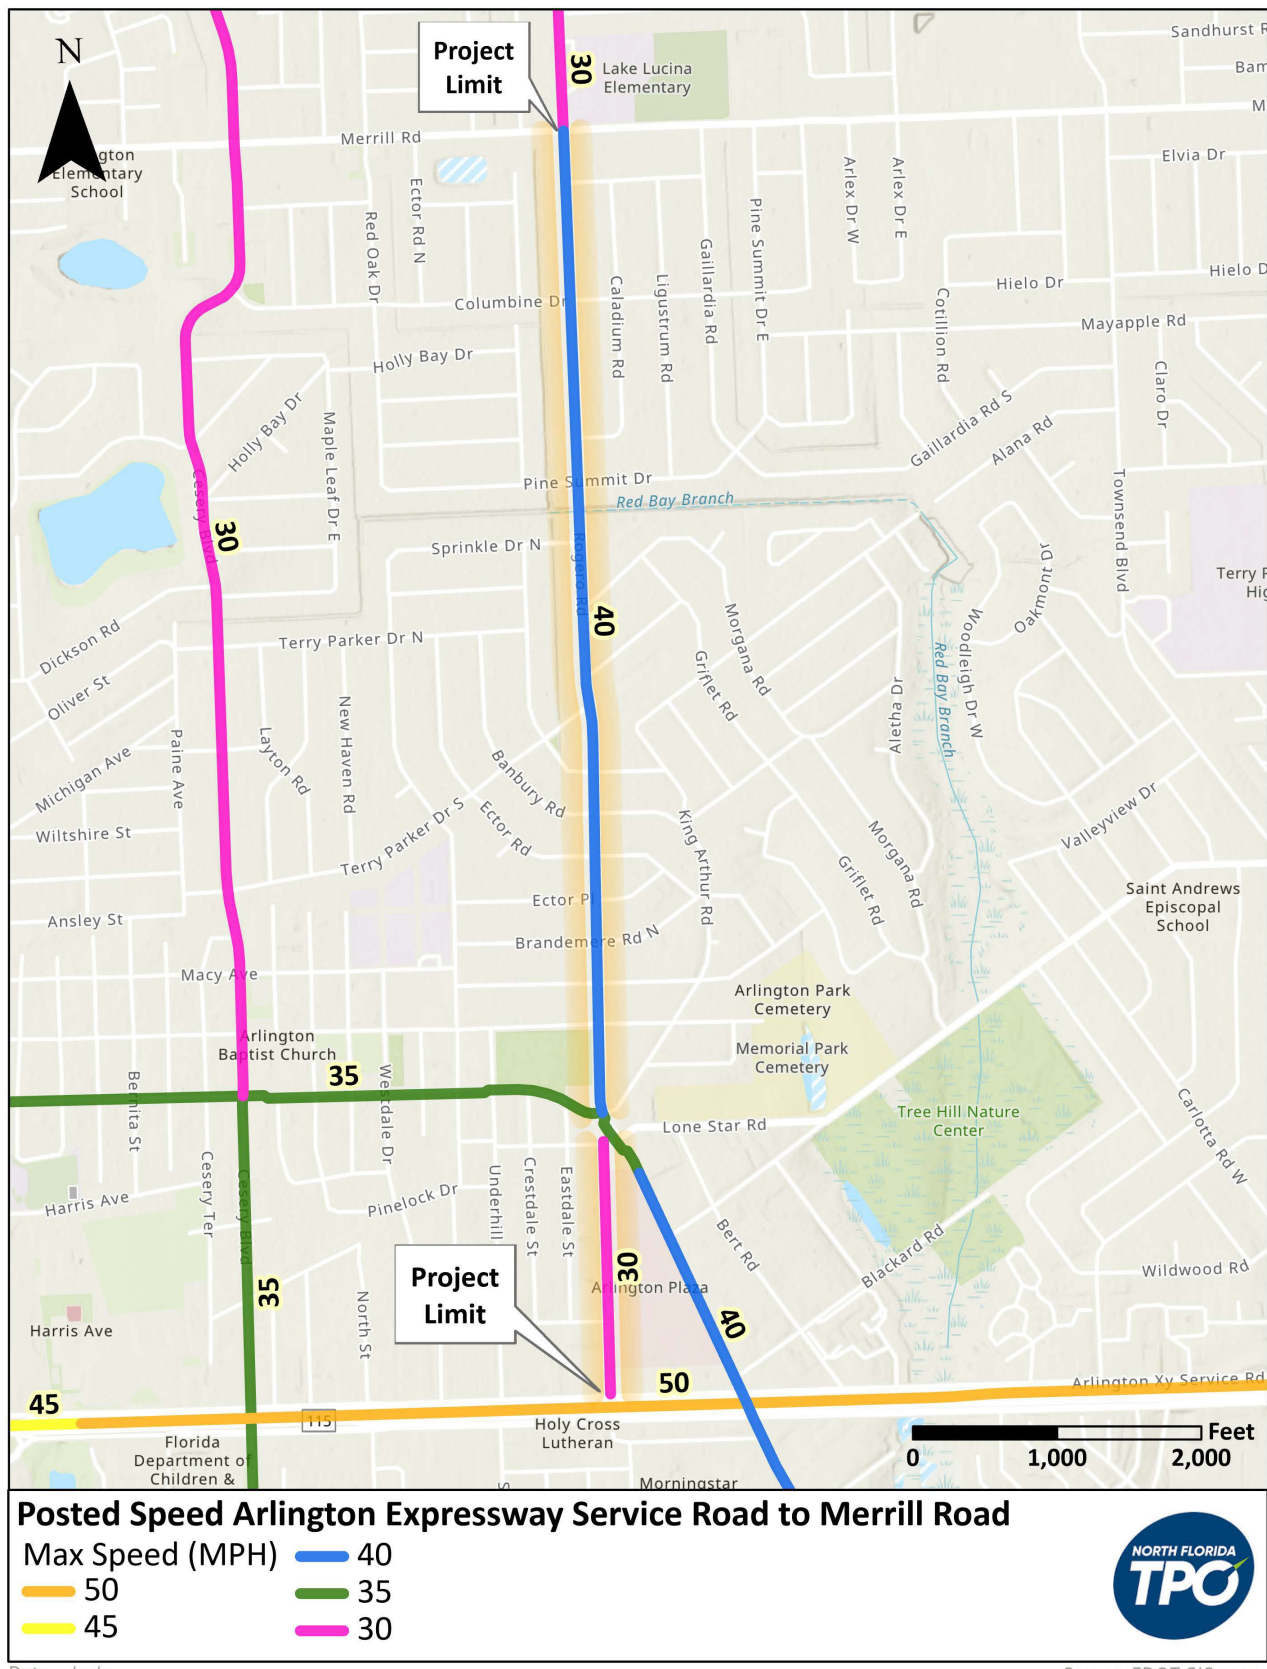 N
Project
Limit
30
Lake Lucina
Elementary
Sandhurst R
Bam
M
Merrill Rd
gton
Elementary
School
Elvia Dr
Ector Rd N
Red Oak Dr
Arlex Dr W
Arlex Dr E
Pine Summit Dr E
Gaillardia Rd
Ligustrum Rd
Caladium Rd
Hielo D
Hielo Dr
Cotillion Rd
Columbine Dr
Mayapple Rd
Holly Bay Dr
Claro Dr
Holly Bay Dr
Maple Leaf Dr E
Gaillardia Rd S
Alana Rd
Cesery Blvd
30
Pine Summit Dr
Red Bay Branch
Townsend Blvd
Sprinkle Dr N
Rogero Rd
40
Oakmont Dr
Terry P
Hig
Woodleigh Dr W
Dickson Rd
Terry Parker Dr N
Morgana Rd
Griflet Rd
Red Bay Branch
Oliver St
Aletha Dr
New Haven Rd
Paine Ave
Layton Rd
Michigan Ave
Banbury Rd
Valleyview Dr
Wiltshire St
Terry Parker Dr S
Ector Rd
King Arthur Rd
Morgana Rd
Griflet Rd
Saint Andrews
Episcopal
School
Ansley St
Ector Pl
Brandemere Rd N
Macy Ave
Arlington Park
Cemetery
Arlington
Baptist Church
Memorial Park
Cemetery
35
Bernita St
Westdale Dr
Lone Star Rd
Tree Hill Nature
Center
Carlotta Rd W
Harris Ave
Cesery Ter
Cesery Blvd
Pinelock Dr
Underhill
Crestdale St
Eastdale St
Bert Rd
Blackard Rd
Wildwood Rd
35
Project
Limit
30
Arlington Plaza
40
North St
Harris Ave
50
Arlington Xy Service Rd
45
115
Holy Cross
Lutheran
Florida
Department of
Children &
Morningstar
S
Feet
0
1,000
2,000
Posted Speed Arlington Expressway Service Road to Merrill Road
Max Speed (MPH)
50
45
40
35
30
NORTH FLORIDA
TPO